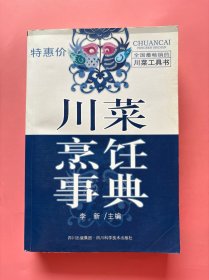 特惠价
CHUANCAI
全国最畅销的
川菜工具书
川菜
烹饪
事典
李新/主编
四川出版集团·四川科学技术出版社